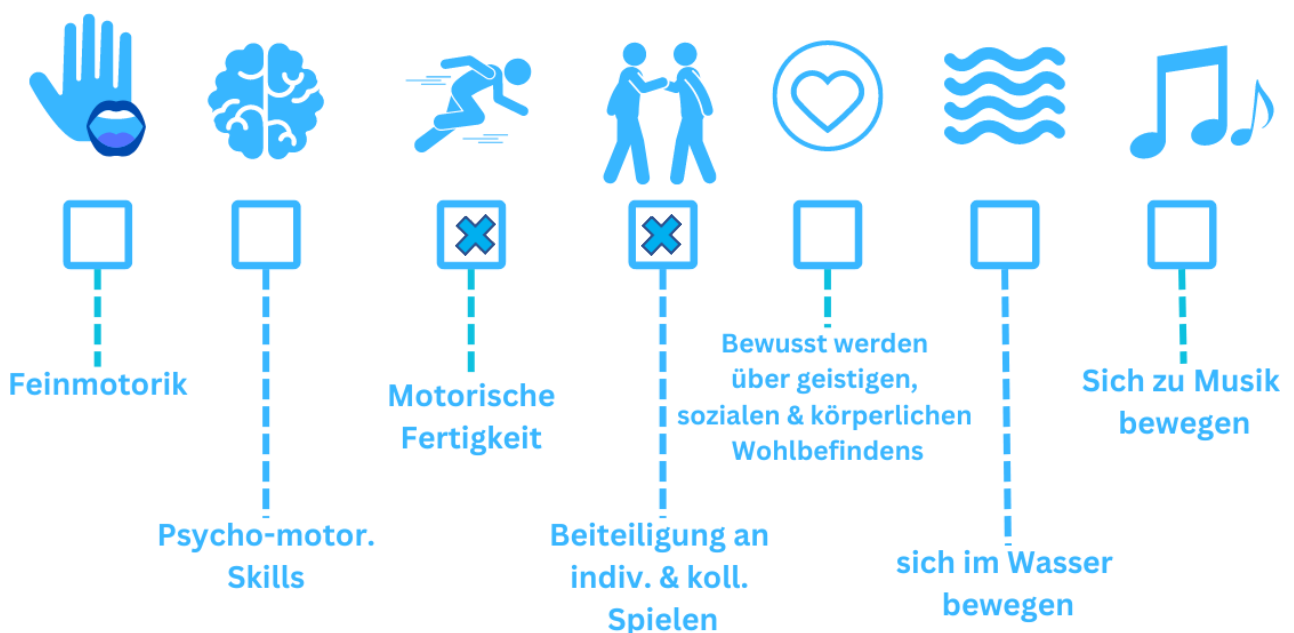 Feinmotorik
Psycho-motor.
Skills
Motorische
Fertigkeit
Beiteiligung an
indiv. & koll.
Spielen
Bewusst werden
über geistigen,
sozialen & körperlichen
Wohlbefindens
sich im Wasser
bewegen
Sich zu Musik
bewegen